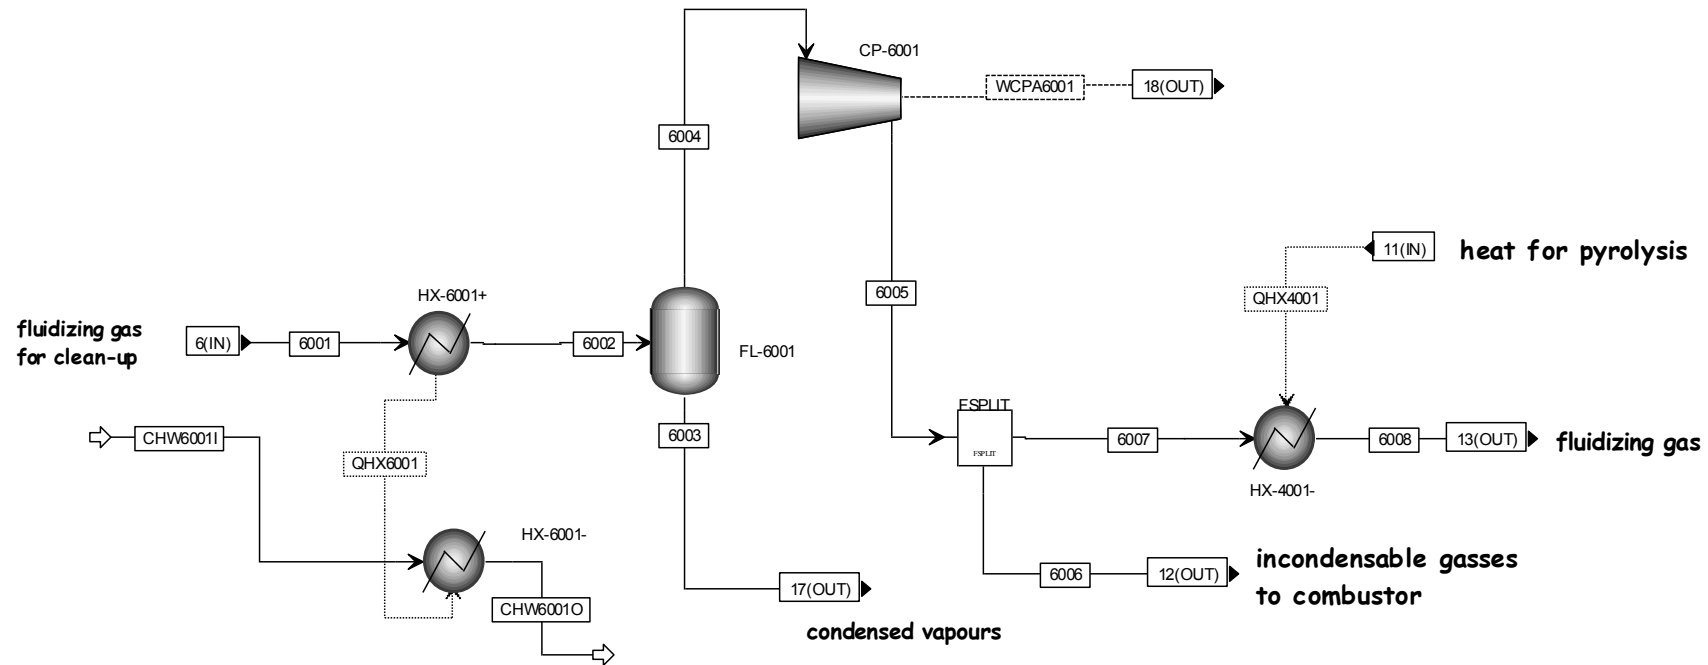 CP-6001
WCPA6001
18(OUT)
6004
11(IN)
heat for pyrolysis
QHX4001
6005
HX-6001+
fluidizing gas
for clean-up
6(IN)
6001
6002
FL-6001
FSPLIT
FSPLIT
6003
CHW6001I
QHX6001
6007
6008
13(OUT)
fluidizing gas
HX-4001-
HX-6001-
incondensable gasses
to combustor
6006
12(OUT)
17(OUT)
CHW6001O
condensed vapours